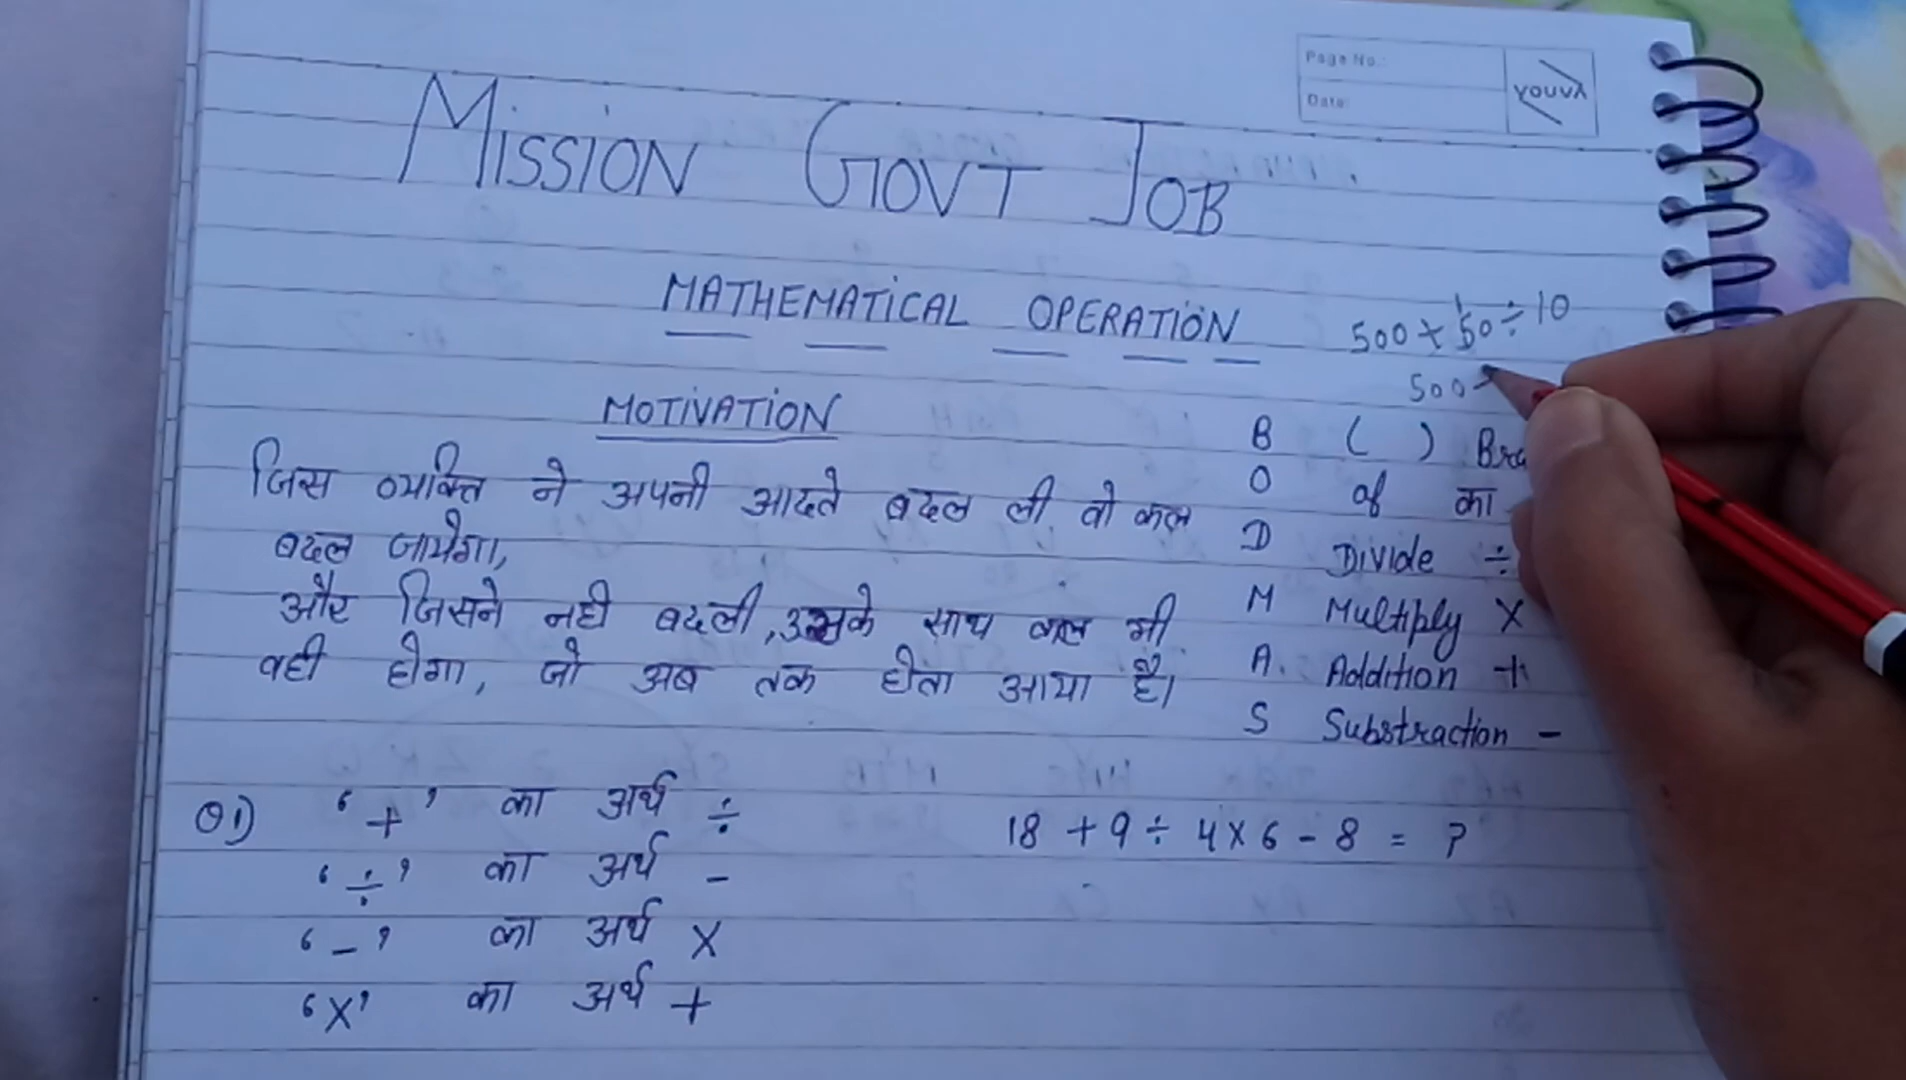 Page No.:
Date:
YOUVA
MISSION GOVT JOB
MATHEMATICAL OPERATION
500 + 50 ÷ 10
500
MOTIVATION
जिस व्यक्ति ने अपनी आदते बदल ली वो कल
बदल जायेगा,
और जिसने नही बदली, उसके साथ कल भी
वही होगा, जो अब तक होता आया है।
B ( ) Bra
O of का
D Divide ÷
M Multiply X
A. Addition +
S Substraction -
Q1) '+' का अर्थ ÷
'÷' का अर्थ -
'-' का अर्थ X
'X' का अर्थ +
18 + 9 ÷ 4 X 6 - 8 = ?